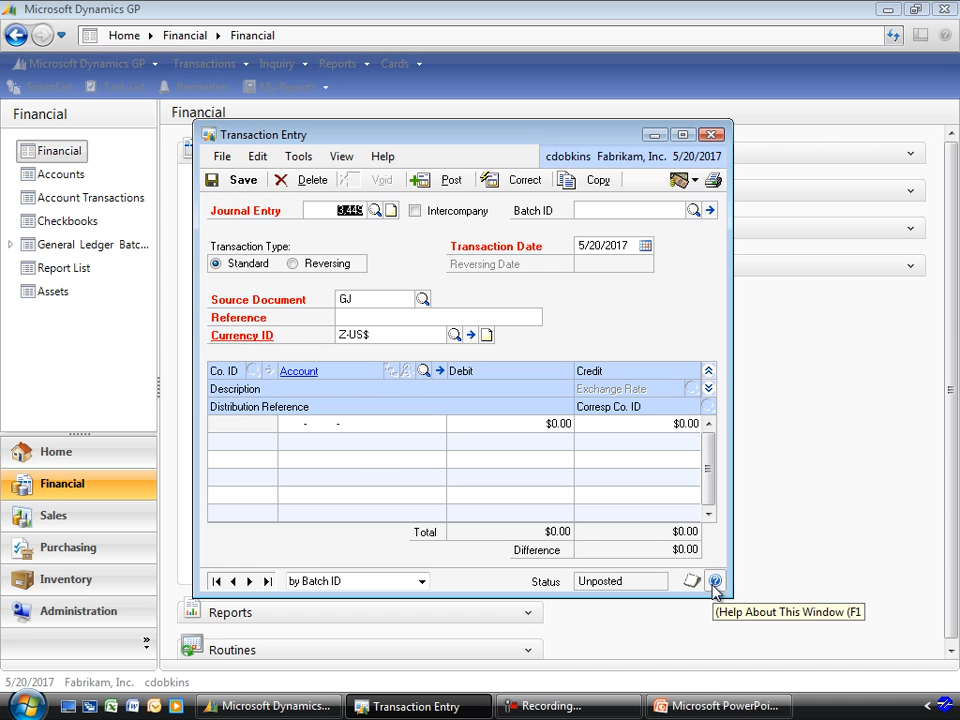 Microsoft Dynamics GP
Home Financial Financial
Microsoft Dynamics GP Transactions Inquiry Reports Cards
SmartList Task List Reminders My Reports
Financial
Financial
Financial
Accounts
Account Transactions
Checkbooks
General Ledger Batc...
Report List
Assets
Home
Financial
Sales
Purchasing
Inventory
Administration
Transaction Entry
File Edit Tools View Help
cdobkins Fabrikam, Inc. 5/20/2017
Save Delete Void Post Correct Copy
Journal Entry 3,449 Intercompany Batch ID
Transaction Type: Transaction Date 5/20/2017
Standard Reversing Reversing Date
Source Document GJ
Reference
Currency ID Z-US$
Co. ID Account Debit Credit
Description Exchange Rate
Distribution Reference Corresp Co. ID
- - $0.00 $0.00
Total $0.00 $0.00
Difference $0.00
by Batch ID Status Unposted
(Help About This Window (F1
Reports
Routines
5/20/2017 Fabrikam, Inc. cdobkins
Microsoft Dynamics... Transaction Entry Recording... Microsoft PowerPoi...